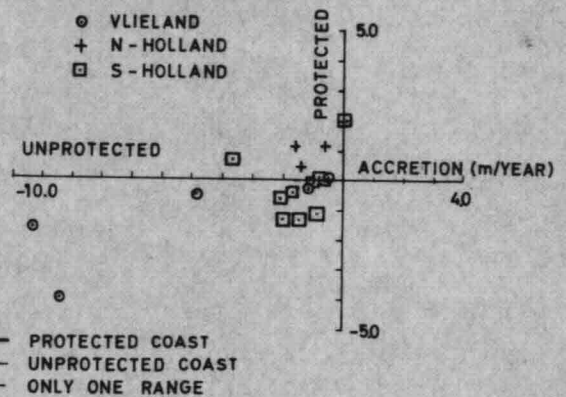 VLIELAND
N-HOLLAND
S-HOLLAND
PROTECTED
5.0
UNPROTECTED
ACCRETION (m/YEAR)
-10.0
4.0
-5.0
PROTECTED COAST
UNPROTECTED COAST
ONLY ONE RANGE